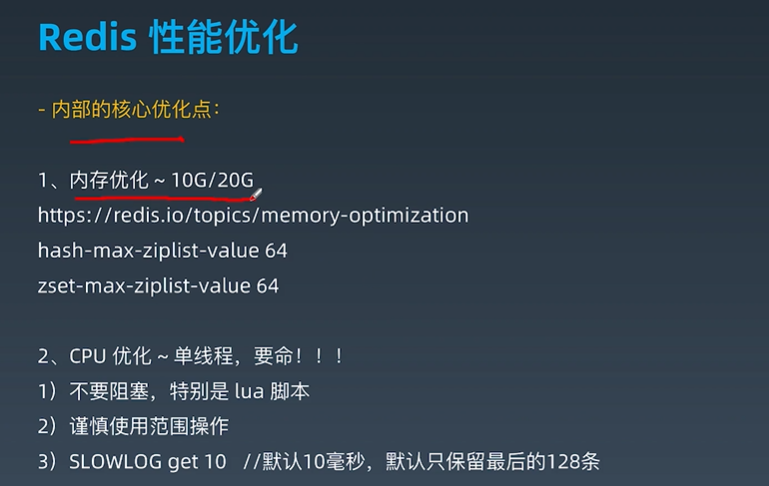 Redis 性能优化
- 内部的核心优化点：
1、内存优化 ~ 10G/20G
https://redis.io/topics/memory-optimization
hash-max-ziplist-value 64
zset-max-ziplist-value 64
2、CPU 优化 ~ 单线程，要命！！！
1）不要阻塞，特别是 lua 脚本
2）谨慎使用范围操作
3）SLOWLOG get 10   //默认10毫秒，默认只保留最后的128条